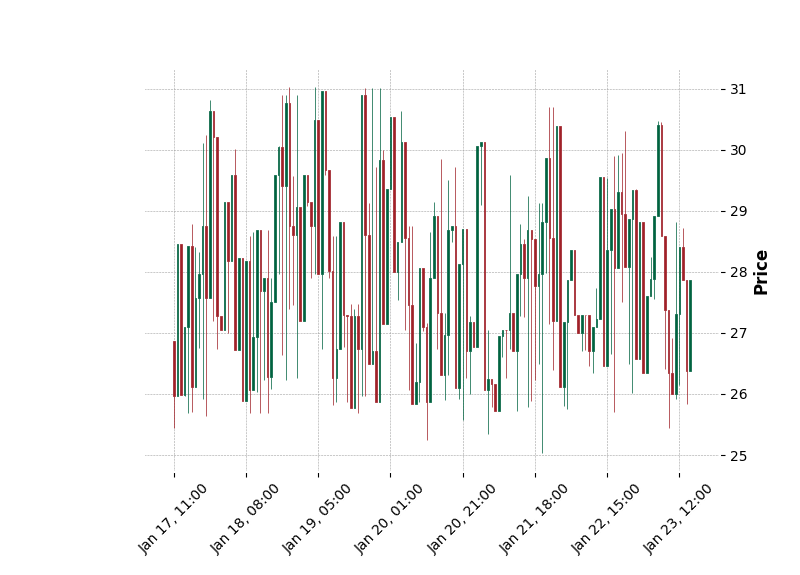 31
30
29
28
27
26
25
Price
Jan 17, 11:00
Jan 18, 08:00
Jan 19, 05:00
Jan 20, 01:00
Jan 20, 21:00
Jan 21, 18:00
Jan 22, 15:00
Jan 23, 12:00